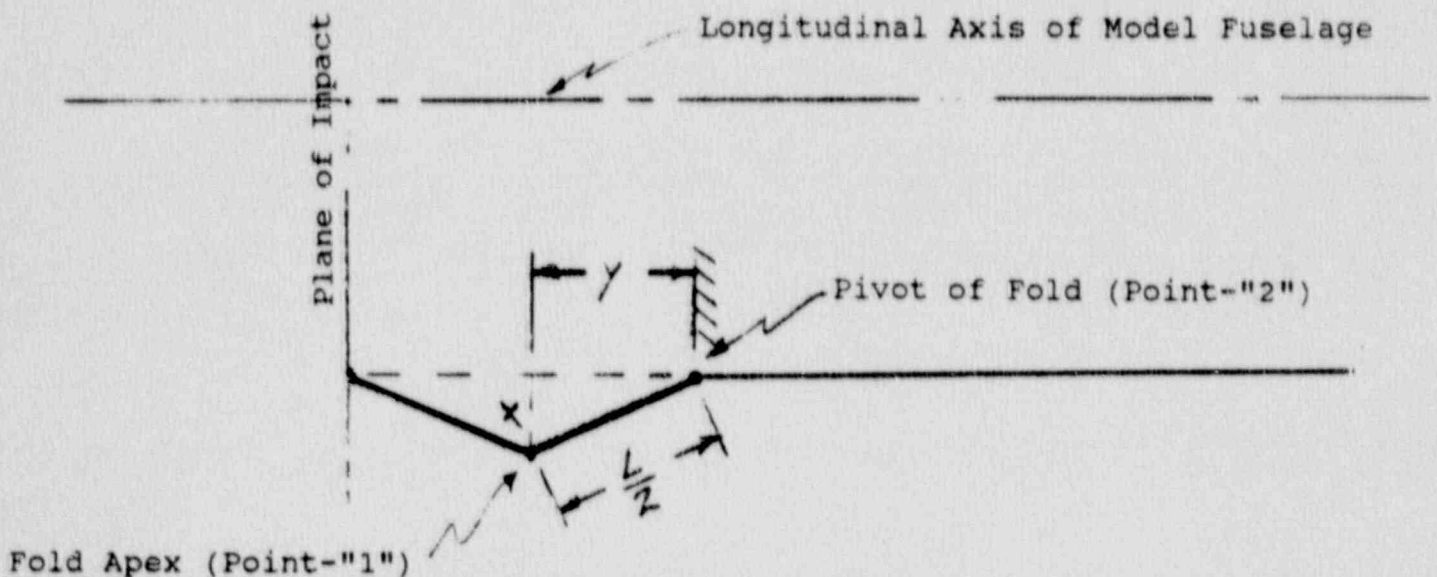 Longitudinal Axis of Model Fuselage
Plane of Impact
y
Pivot of Fold (Point-"2")
x
L/2
Fold Apex (Point-"1")